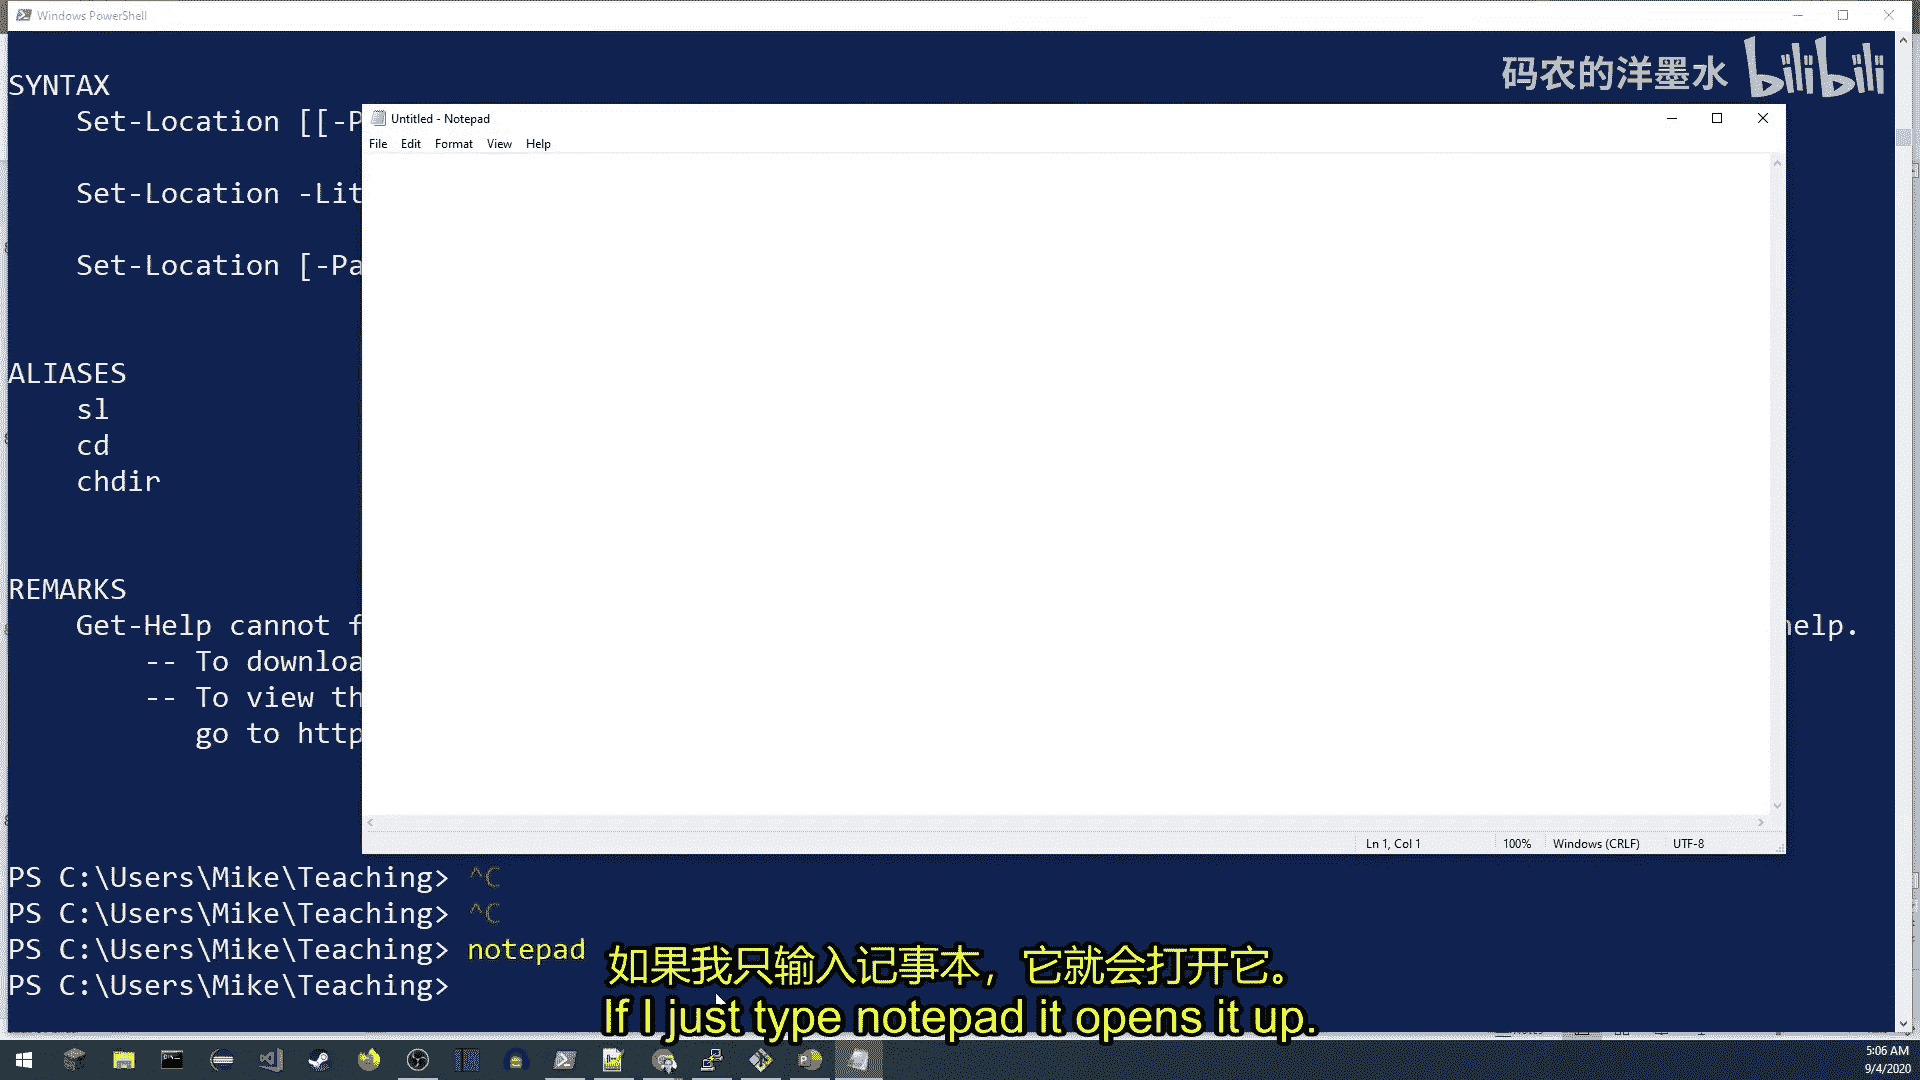 Windows PowerShell
码农的洋墨水 bilibili
SYNTAX
Set-Location [[-P
Set-Location -Lit
Set-Location [-Pa
ALIASES
sl
cd
chdir
REMARKS
Get-Help cannot f
help.
-- To downloa
-- To view th
go to http
Untitled - Notepad
File Edit Format View Help
Ln 1, Col 1 100% Windows (CRLF) UTF-8
PS C:\Users\Mike\Teaching> ^C
PS C:\Users\Mike\Teaching> ^C
PS C:\Users\Mike\Teaching> notepad
PS C:\Users\Mike\Teaching>
如果我只输入记事本，它就会打开它。
If I just type notepad it opens it up.
5:06 AM
9/4/2020